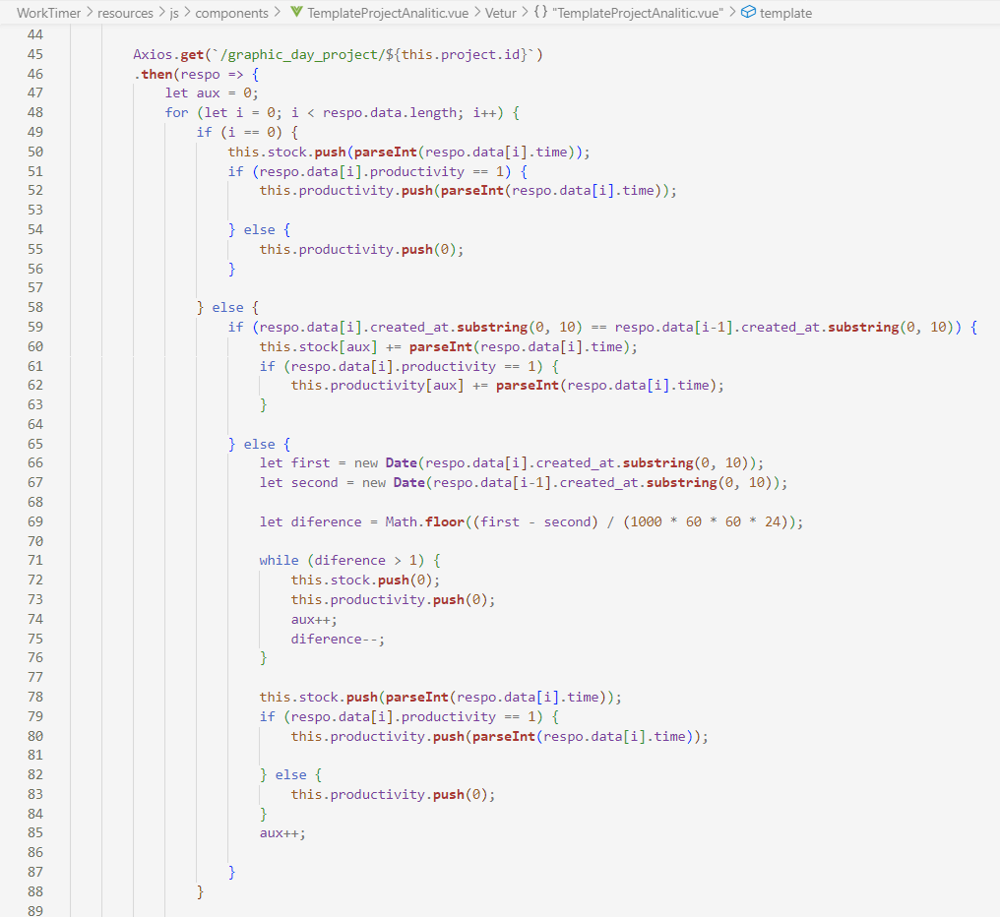 WorkTimer > resources > js > components > TemplateProjectAnalitic.vue > Vetur > {} "TemplateProjectAnalitic.vue" > template
44
45 Axios.get(`/graphic_day_project/${this.project.id}`)
46 .then(respo => {
47 let aux = 0;
48 for (let i = 0; i < respo.data.length; i++) {
49 if (i == 0) {
50 this.stock.push(parseInt(respo.data[i].time));
51 if (respo.data[i].productivity == 1) {
52 this.productivity.push(parseInt(respo.data[i].time));
53
54 } else {
55 this.productivity.push(0);
56 }
57
58 } else {
59 if (respo.data[i].created_at.substring(0, 10) == respo.data[i-1].created_at.substring(0, 10)) {
60 this.stock[aux] += parseInt(respo.data[i].time);
61 if (respo.data[i].productivity == 1) {
62 this.productivity[aux] += parseInt(respo.data[i].time);
63 }
64
65 } else {
66 let first = new Date(respo.data[i].created_at.substring(0, 10));
67 let second = new Date(respo.data[i-1].created_at.substring(0, 10));
68
69 let diference = Math.floor((first - second) / (1000 * 60 * 60 * 24));
70
71 while (diference > 1) {
72 this.stock.push(0);
73 this.productivity.push(0);
74 aux++;
75 diference--;
76 }
77
78 this.stock.push(parseInt(respo.data[i].time));
79 if (respo.data[i].productivity == 1) {
80 this.productivity.push(parseInt(respo.data[i].time));
81
82 } else {
83 this.productivity.push(0);
84 }
85 aux++;
86
87 }
88 }
89